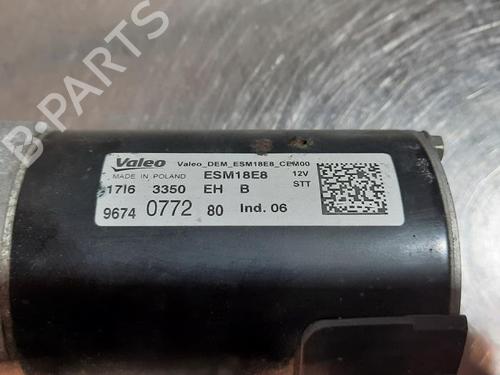 B-PARTS
Valeo Valeo_DEM_ESM18E8_CEM00
MADE IN POLAND ESM18E8 12V
17I6 3350 EH B STT
9674 0772 80 Ind. 06